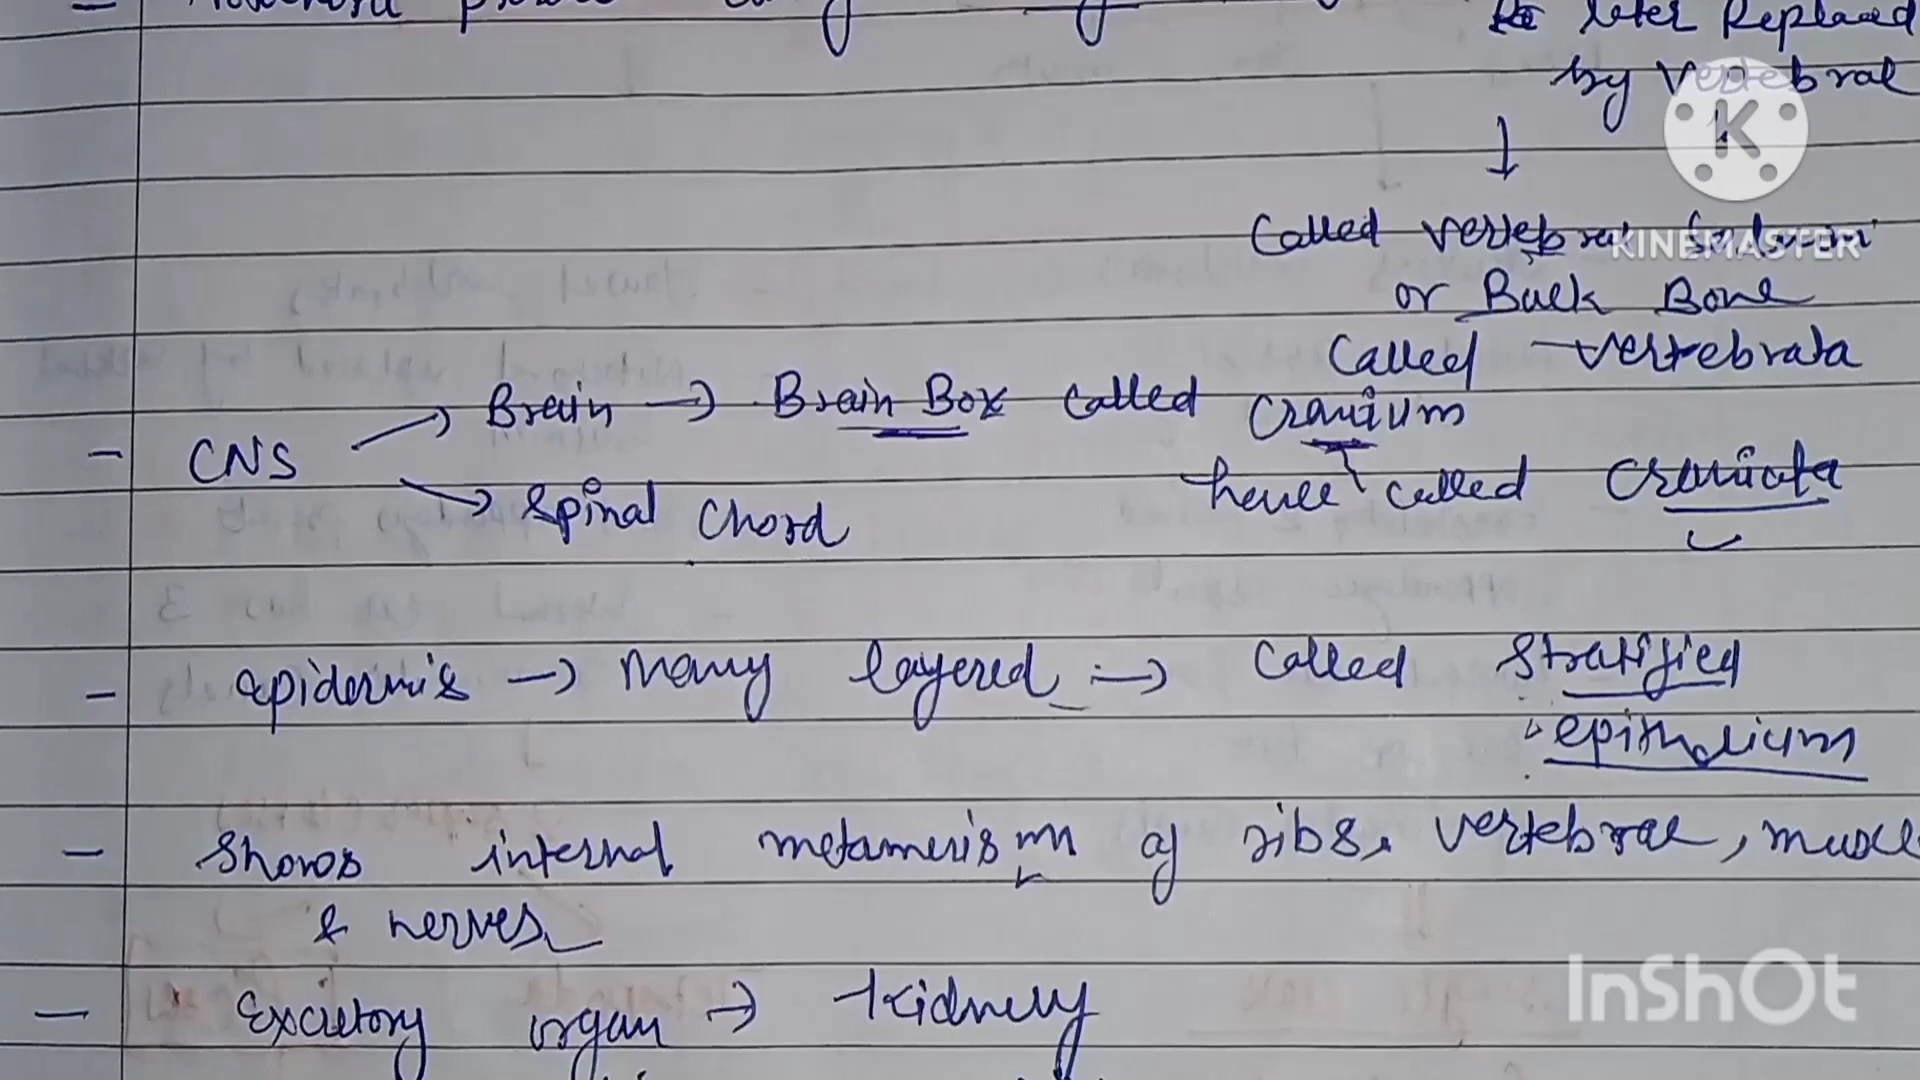 later Replaced
by vertebral
K
Called vertebral
KINEMASTER
or Back Bone
Called vertebrata
- CNS → Brain → Brain Box called cranium
hence called Craniata
→ Spinal Chord
- epidermis → Many layered → Called Stratified
epithelium
- Shows internal metamerism of ribs, vertebrae, muscle
& nerves
InShOt
- Excretory organ → kidney